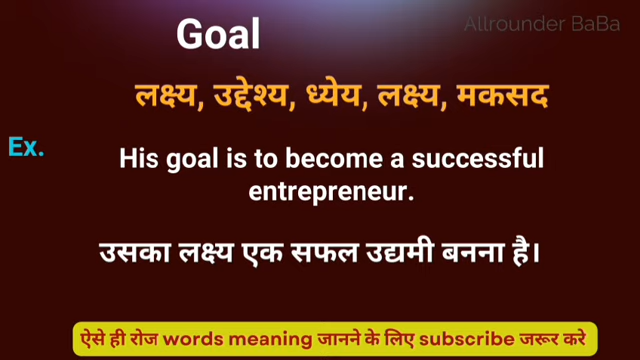 Allrounder BaBa
Goal
लक्ष्य, उद्देश्य, ध्येय, लक्ष्य, मकसद
Ex.
His goal is to become a successful
entrepreneur.
उसका लक्ष्य एक सफल उद्यमी बनना है।
ऐसे ही रोज words meaning जानने के लिए subscribe जरूर करे